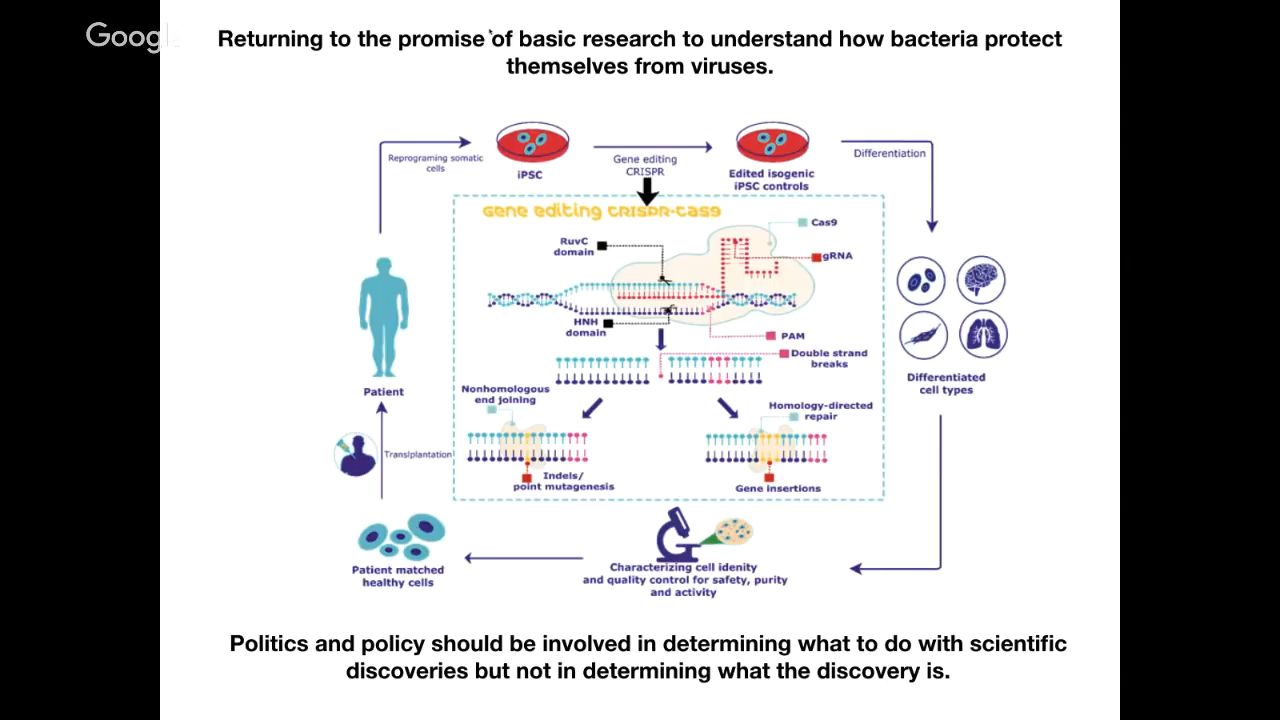 Google
Returning to the promise of basic research to understand how bacteria protect
themselves from viruses.
Reprograming somatic
cells
iPSC
Gene editing
CRISPR
Edited isogenic
iPSC controls
Differentiation
Gene editing CRISPR-Cas9
Cas9
RuvC
domain
gRNA
HNH
domain
PAM
Double strand
breaks
Patient
Differentiated
cell types
Nonhomologous
end joining
Homology-directed
repair
Translplantation
Indels/
point mutagenesis
Gene insertions
Patient matched
healthy cells
Characterizing cell idenity
and quality control for safety, purity
and activity
Politics and policy should be involved in determining what to do with scientific
discoveries but not in determining what the discovery is.